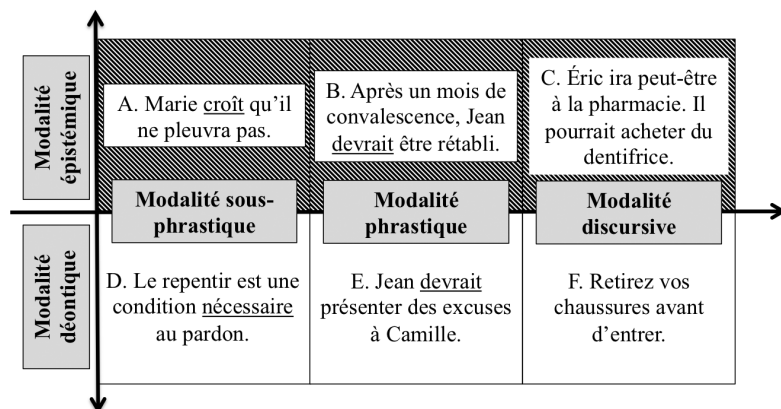 Modalité
épistémique
A. Marie croît qu'il
ne pleuvra pas.
B. Après un mois de
convalescence, Jean
devrait être rétabli.
C. Éric ira peut-être
à la pharmacie. Il
pourrait acheter du
dentifrice.
Modalité sous-
phrastique
Modalité
phrastique
Modalité
discursive
Modalité
déontique
D. Le repentir est une
condition nécessaire
au pardon.
E. Jean devrait
présenter des excuses
à Camille.
F. Retirez vos
chaussures avant
d'entrer.